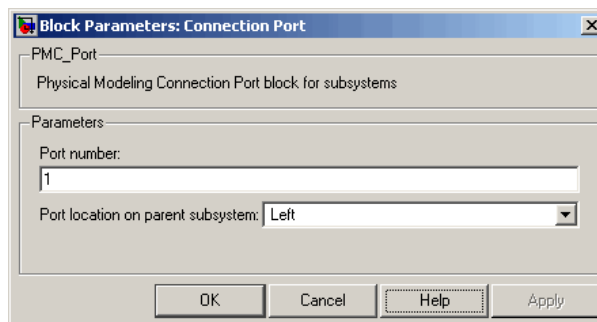 Block Parameters: Connection Port
PMC_Port
Physical Modeling Connection Port block for subsystems
Parameters
Port number:
1
Port location on parent subsystem: Left
OK Cancel Help Apply